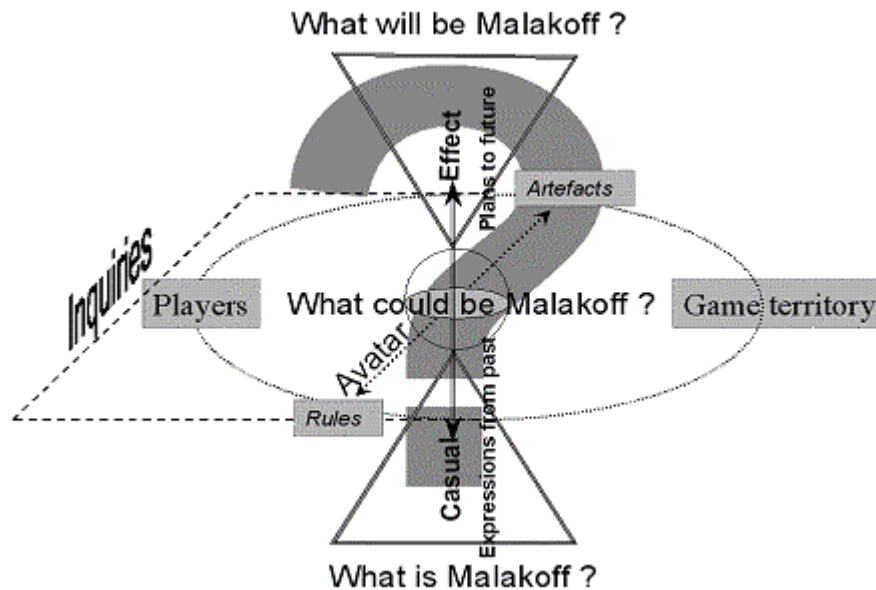 What will be Malakoff ?
Effect
Plans to future
Artefacts
Inquiries
Players
What could be Malakoff ?
Game territory
Avatar
Rules
Casual
Expressions from past
What is Malakoff ?